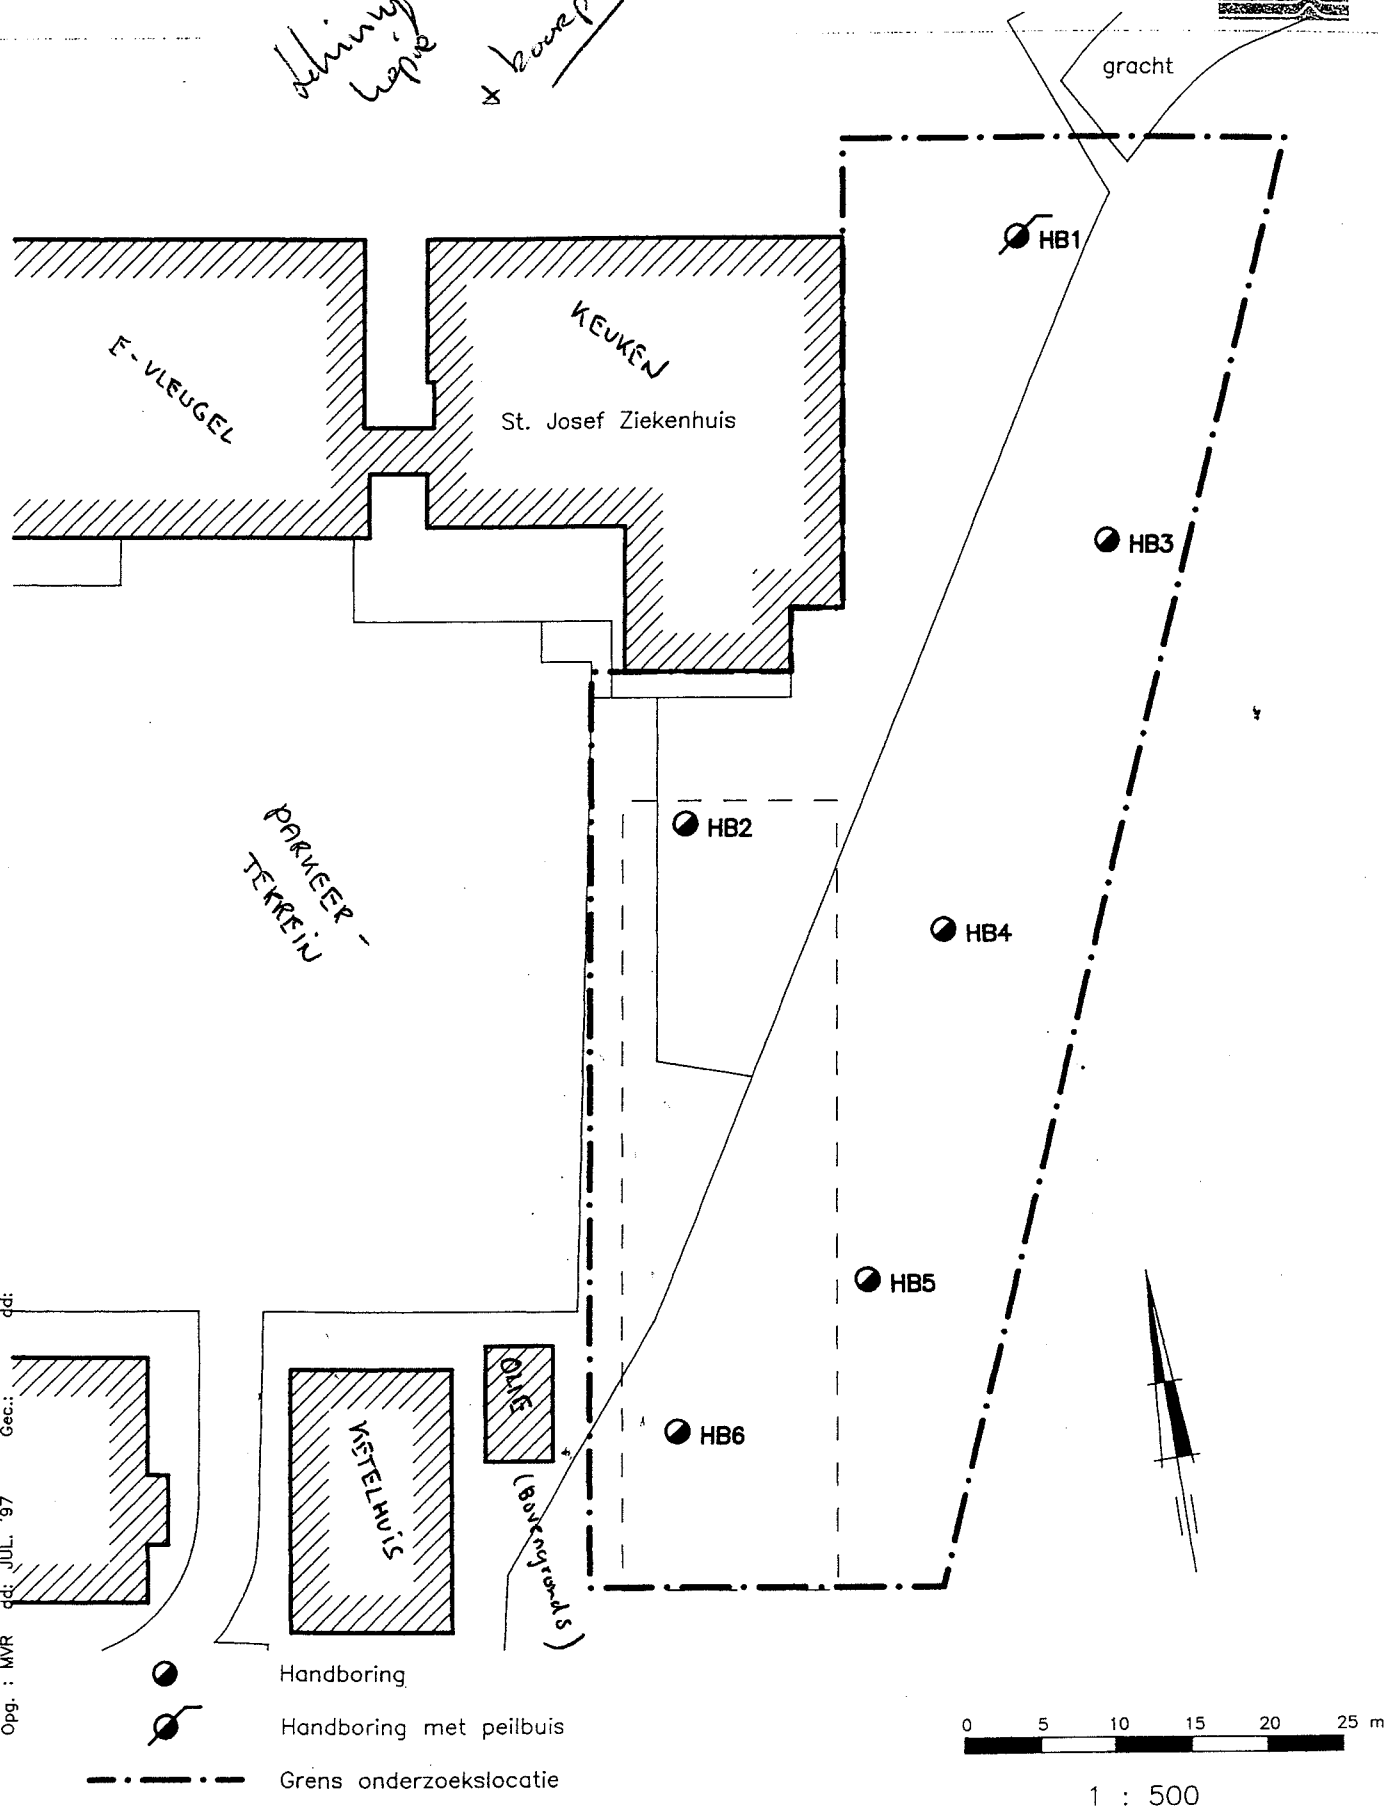 gracht
HB1
E-VLEUGEL
KEUKEN
St. Josef Ziekenhuis
HB3
PARKEER-
TERREIN
HB2
HB4
HB5
OLIE
HB6
KETELHUIS
(Bovengronds)
Opg. : MVR dd: JUL. '97 Gec.: dd:
Handboring
Handboring met peilbuis
Grens onderzoekslocatie
0 5 10 15 20 25 m
1 : 500